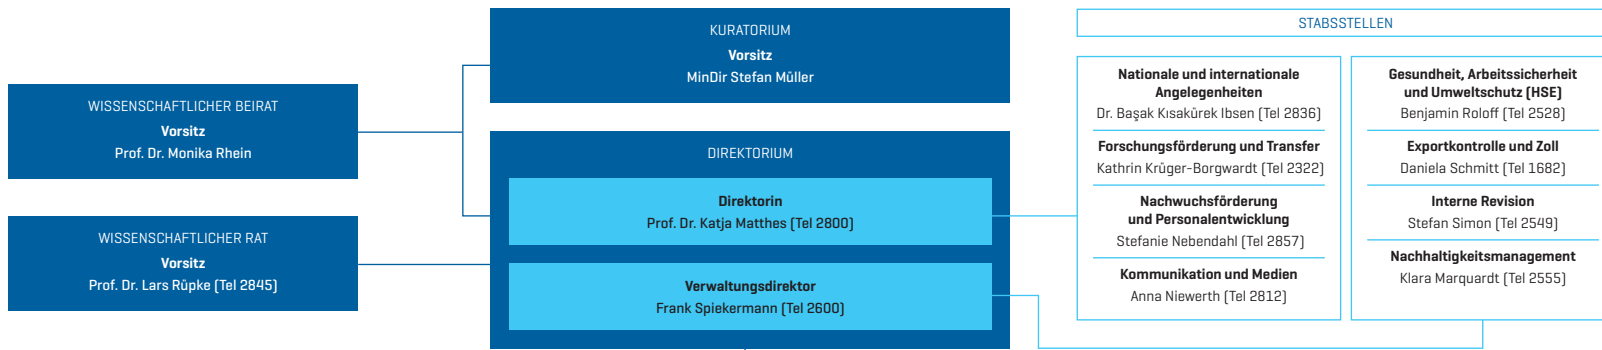 WISSENSCHAFTLICHER BEIRAT
Vorsitz
Prof. Dr. Monika Rhein
WISSENSCHAFTLICHER RAT
Vorsitz
Prof. Dr. Lars Rüpke (Tel 2845)
KURATORIUM
Vorsitz
MinDir Stefan Müller
DIREKTORIUM
Direktorin
Prof. Dr. Katja Matthes (Tel 2800)
Verwaltungsdirektor
Frank Spiekermann (Tel 2600)
STABSSTELLEN
Nationale und internationale
Angelegenheiten
Dr. Başak Kısakürek Ibsen (Tel 2836)
Forschungsförderung und Transfer
Kathrin Krüger-Borgwardt (Tel 2322)
Nachwuchsförderung
und Personalentwicklung
Stefanie Nebendahl (Tel 2857)
Kommunikation und Medien
Anna Niewerth (Tel 2812)
Gesundheit, Arbeitssicherheit
und Umweltschutz (HSE)
Benjamin Roloff (Tel 2528)
Exportkontrolle und Zoll
Daniela Schmitt (Tel 1682)
Interne Revision
Stefan Simon (Tel 2549)
Nachhaltigkeitsmanagement
Klara Marquardt (Tel 2555)